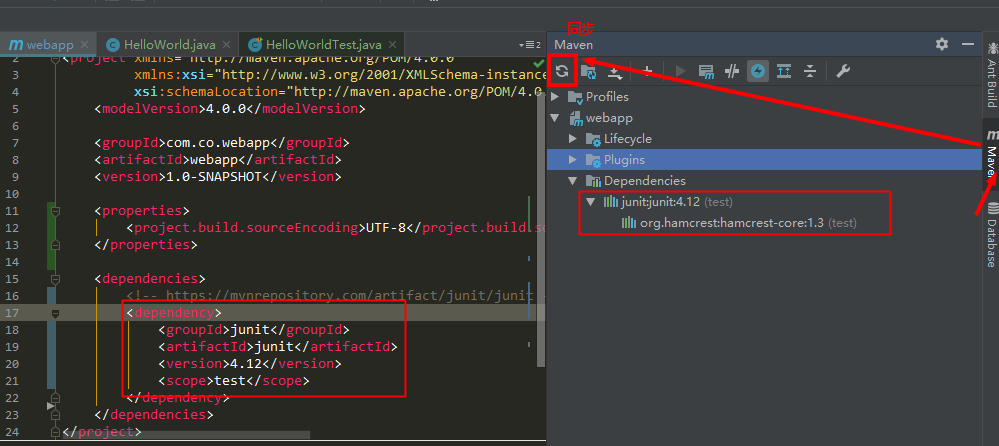 同步
webapp
HelloWorld.java
HelloWorldTest.java
2
Maven
2 <project xmlns="http://maven.apache.org/POM/4.0.0"
3 xmlns:xsi="http://www.w3.org/2001/XMLSchema-instance
4 xsi:schemaLocation="http://maven.apache.org/POM/4.0
5 <modelVersion>4.0.0</modelVersion>
6
7 <groupId>com.co.webapp</groupId>
8 <artifactId>webapp</artifactId>
9 <version>1.0-SNAPSHOT</version>
10
11 <properties>
12 <project.build.sourceEncoding>UTF-8</project.build.so
13 </properties>
14
15 <dependencies>
16 <!-- https://mvnrepository.com/artifact/junit/junit
17 <dependency>
18 <groupId>junit</groupId>
19 <artifactId>junit</artifactId>
20 <version>4.12</version>
21 <scope>test</scope>
22 </dependency>
23 </dependencies>
24 </project>
Profiles
webapp
Lifecycle
Plugins
Dependencies
junit:junit:4.12 (test)
org.hamcrest:hamcrest-core:1.3 (test)
Ant Build
Maven
Database